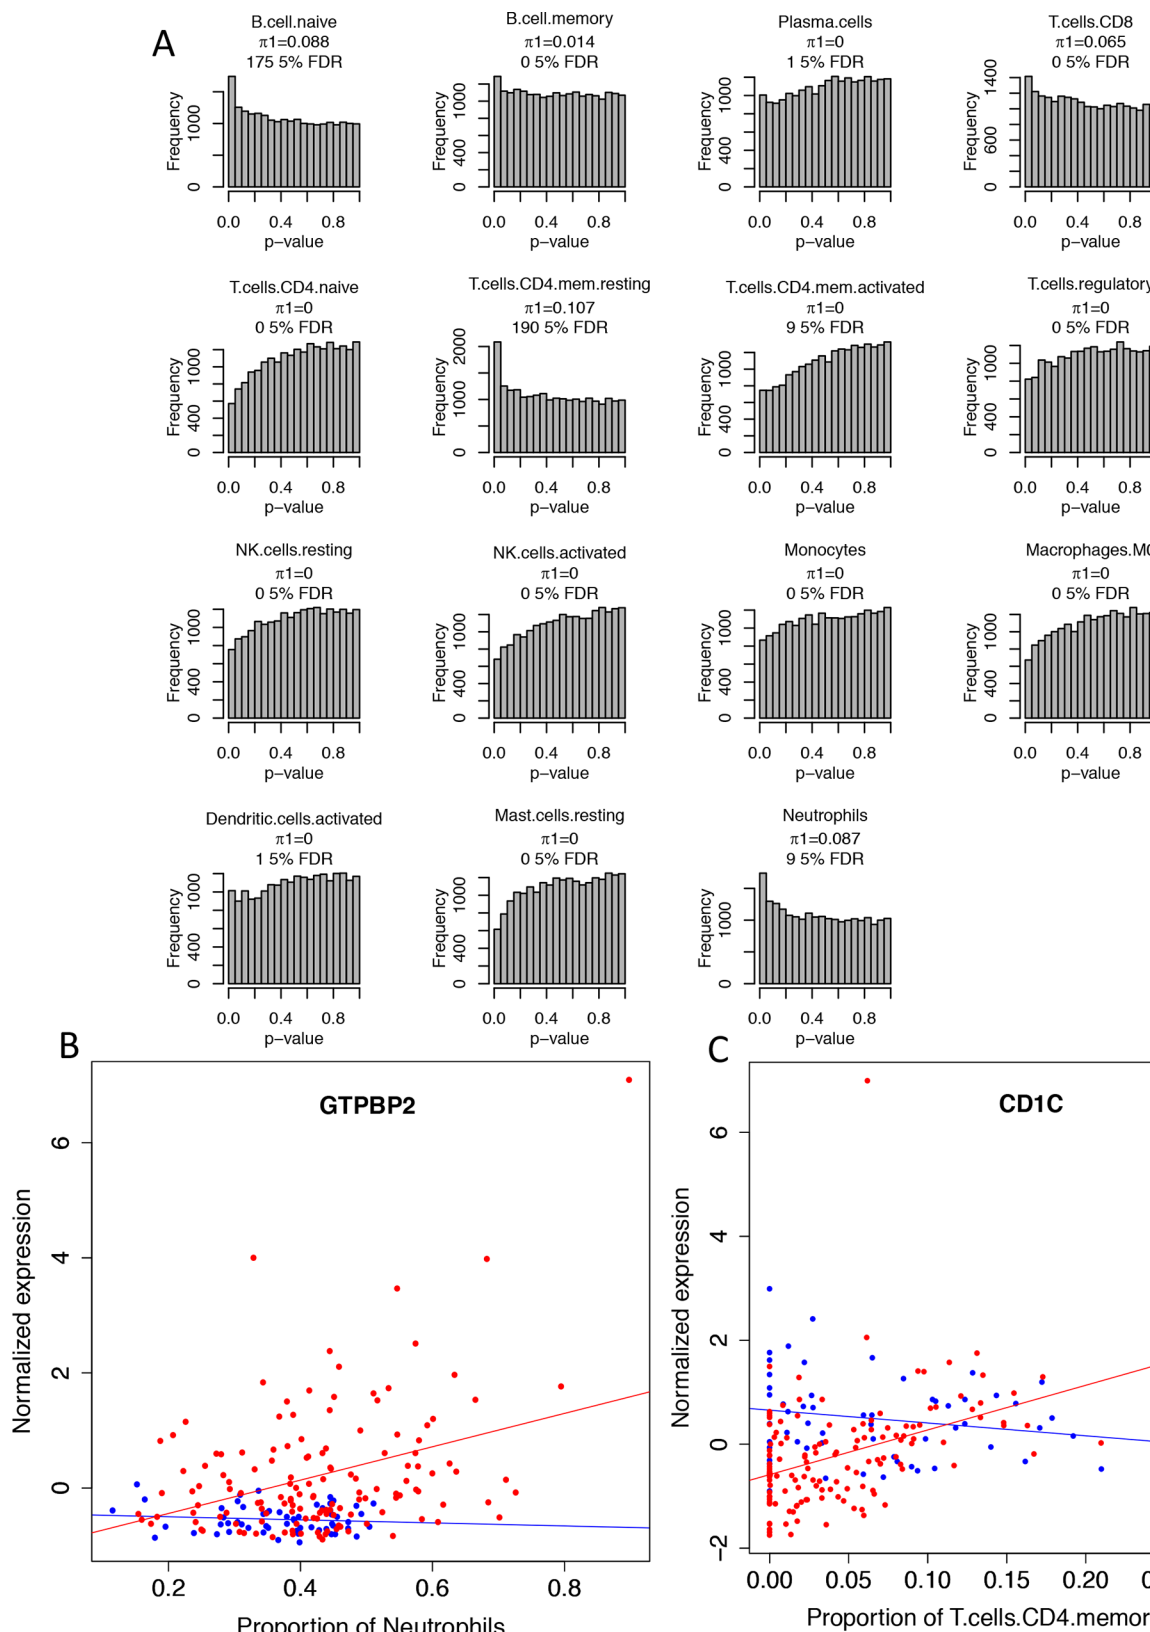 A
B.cell.naive
π1=0.088
175 5% FDR
Frequency
0 1000
0.0 0.4 0.8
p−value
B.cell.memory
π1=0.014
0 5% FDR
Frequency
0 400 1000
0.0 0.4 0.8
p−value
Plasma.cells
π1=0
1 5% FDR
Frequency
0 400 1000
0.0 0.4 0.8
p−value
T.cells.CD8
π1=0.065
0 5% FDR
Frequency
0 600 1400
0.0 0.4 0.8
p−value
T.cells.CD4.naive
π1=0
0 5% FDR
Frequency
0 400 1000
0.0 0.4 0.8
p−value
T.cells.CD4.mem.resting
π1=0.107
190 5% FDR
Frequency
0 1000 2000
0.0 0.4 0.8
p−value
T.cells.CD4.mem.activated
π1=0
9 5% FDR
Frequency
0 400 1000
0.0 0.4 0.8
p−value
T.cells.regulatory
π1=0
0 5% FDR
Frequency
0 400 1000
0.0 0.4 0.8
p−value
NK.cells.resting
π1=0
0 5% FDR
Frequency
0 400 1000
0.0 0.4 0.8
p−value
NK.cells.activated
π1=0
0 5% FDR
Frequency
0 400 1000
0.0 0.4 0.8
p−value
Monocytes
π1=0
0 5% FDR
Frequency
0 400 1000
0.0 0.4 0.8
p−value
Macrophages.M0
π1=0
0 5% FDR
Frequency
0 400 1000
0.0 0.4 0.8
p−value
Dendritic.cells.activated
π1=0
1 5% FDR
Frequency
0 400 1000
0.0 0.4 0.8
p−value
Mast.cells.resting
π1=0
0 5% FDR
Frequency
0 400 1000
0.0 0.4 0.8
p−value
Neutrophils
π1=0.087
9 5% FDR
Frequency
0 1000
0.0 0.4 0.8
p−value
B
GTPBP2
Normalized expression
0 2 4 6
0.2 0.4 0.6 0.8
Proportion of Neutrophils
C
CD1C
Normalized expression
−2 0 2 4 6
0.00 0.05 0.10 0.15 0.20
Proportion of T.cells.CD4.memor